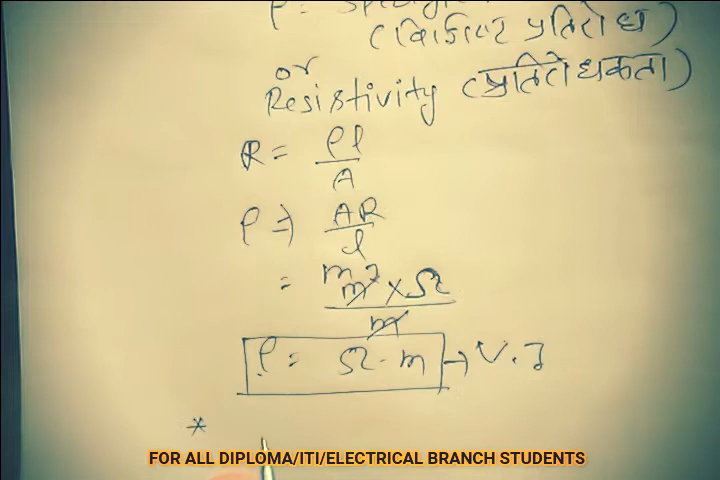 ρ =
(विशिष्ट प्रतिरोध)
or
Resistivity (प्रतिरोधकता)
R = ρl/A
ρ ⇒ AR/l
= m m² × Ω / m
ρ = Ω - m → V. I
*
FOR ALL DIPLOMA/ITI/ELECTRICAL BRANCH STUDENTS